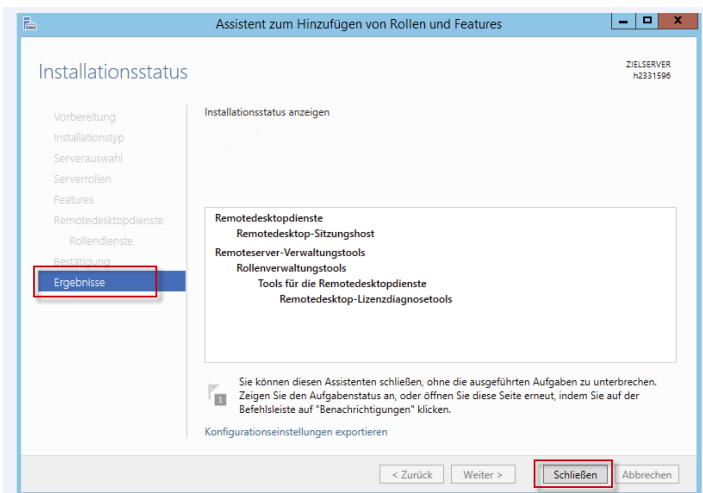 Assistent zum Hinzufügen von Rollen und Features
Installationsstatus
ZIELSERVER
h2331596
Vorbereitung
Installationstyp
Serverauswahl
Serverrollen
Features
Remotedesktopdienste
Rollendienste
Bestätigung
Ergebnisse
Installationsstatus anzeigen
Remotedesktopdienste
Remotedesktop-Sitzungshost
Remoteserver-Verwaltungstools
Rollenverwaltungstools
Tools für die Remotedesktopdienste
Remotedesktop-Lizenzdiagnosetools
1
Sie können diesen Assistenten schließen, ohne die ausgeführten Aufgaben zu unterbrechen.
Zeigen Sie den Aufgabenstatus an, oder öffnen Sie diese Seite erneut, indem Sie auf der
Befehlsleiste auf "Benachrichtigungen" klicken.
Konfigurationseinstellungen exportieren
< Zurück
Weiter >
Schließen
Abbrechen